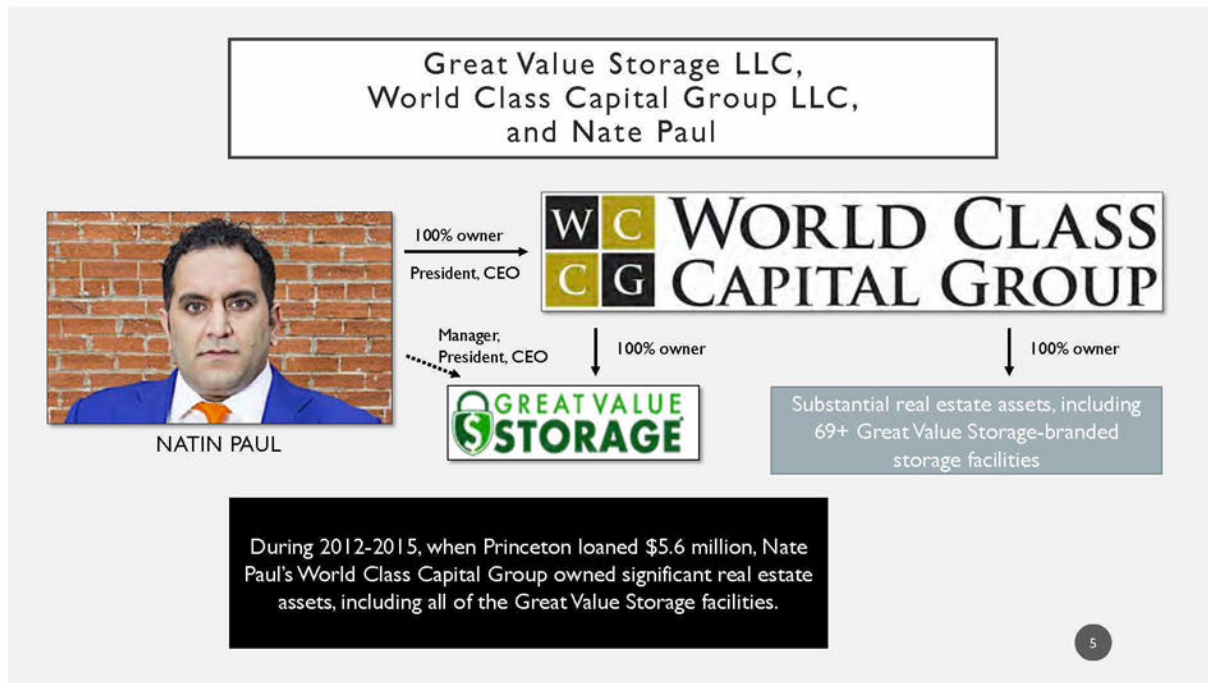 Great Value Storage LLC,
World Class Capital Group LLC,
and Nate Paul
100% owner
President, CEO
W C
C G
WORLD CLASS
CAPITAL GROUP
Manager,
President, CEO
100% owner
100% owner
NATIN PAUL
$
GREAT VALUE
STORAGE
Substantial real estate assets, including
69+ Great Value Storage-branded
storage facilities
During 2012-2015, when Princeton loaned $5.6 million, Nate
Paul's World Class Capital Group owned significant real estate
assets, including all of the Great Value Storage facilities.
5